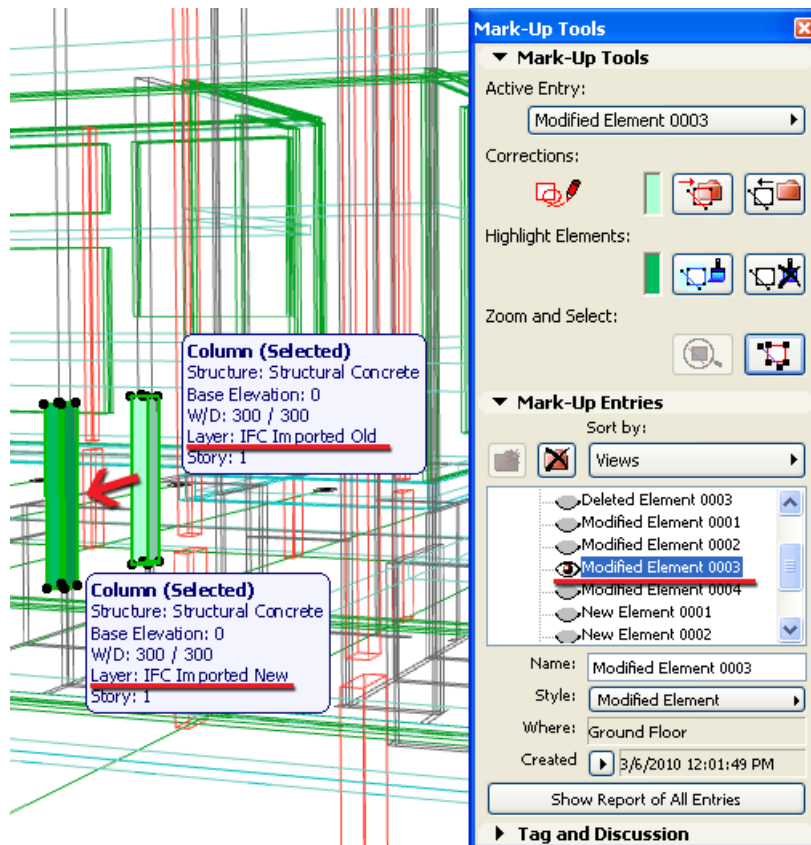 Mark-Up Tools
Mark-Up Tools
Active Entry:
Modified Element 0003
Corrections:
Highlight Elements:
Zoom and Select:
Column (Selected)
Structure: Structural Concrete
Base Elevation: 0
W/D: 300 / 300
Layer: IFC Imported Old
Story: 1
Column (Selected)
Structure: Structural Concrete
Base Elevation: 0
W/D: 300 / 300
Layer: IFC Imported New
Story: 1
Mark-Up Entries
Sort by:
Views
Deleted Element 0003
Modified Element 0001
Modified Element 0002
Modified Element 0003
Modified Element 0004
New Element 0001
New Element 0002
Name: Modified Element 0003
Style: Modified Element
Where: Ground Floor
Created 3/6/2010 12:01:49 PM
Show Report of All Entries
Tag and Discussion